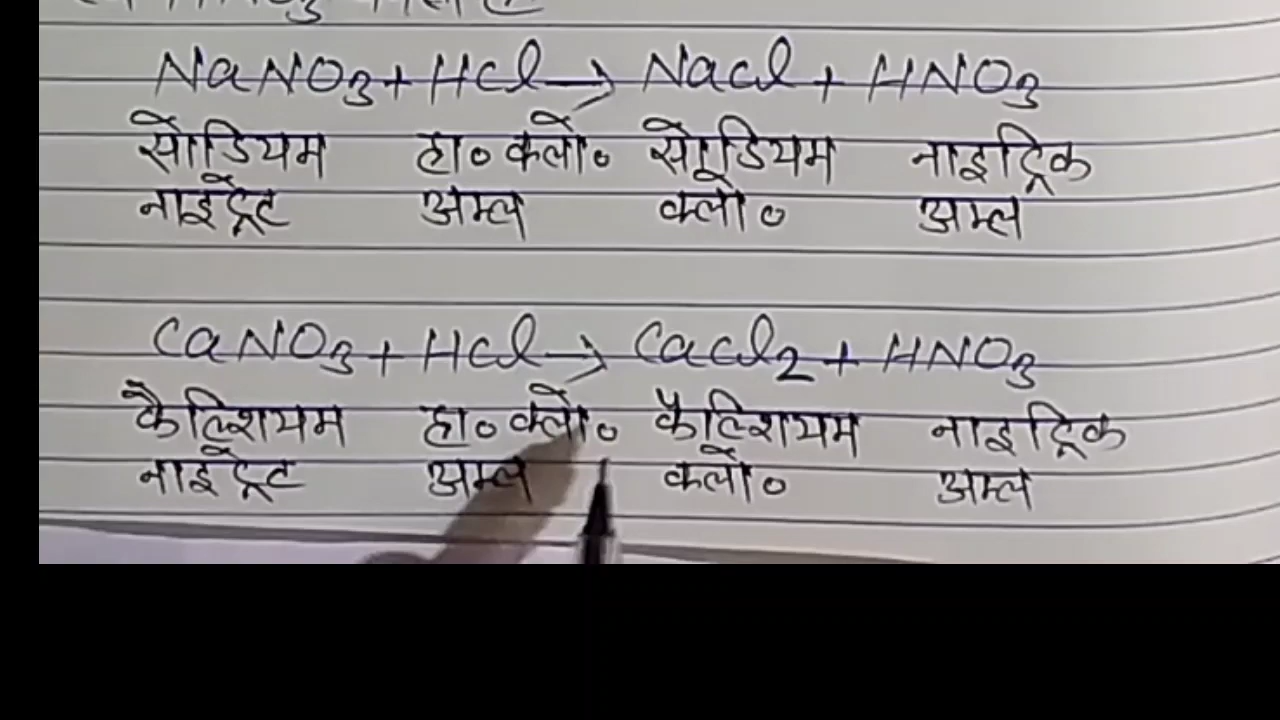 NaNO3 + HCl → NaCl + HNO3
सोडियम हा० क्लो० सोडियम नाइट्रिक
नाइट्रेट अम्ल क्लो० अम्ल
CaNO3 + HCl → CaCl2 + HNO3
कैल्शियम हा० क्लो० कैल्शियम नाइट्रिक
नाइट्रेट अम्ल क्लो० अम्ल